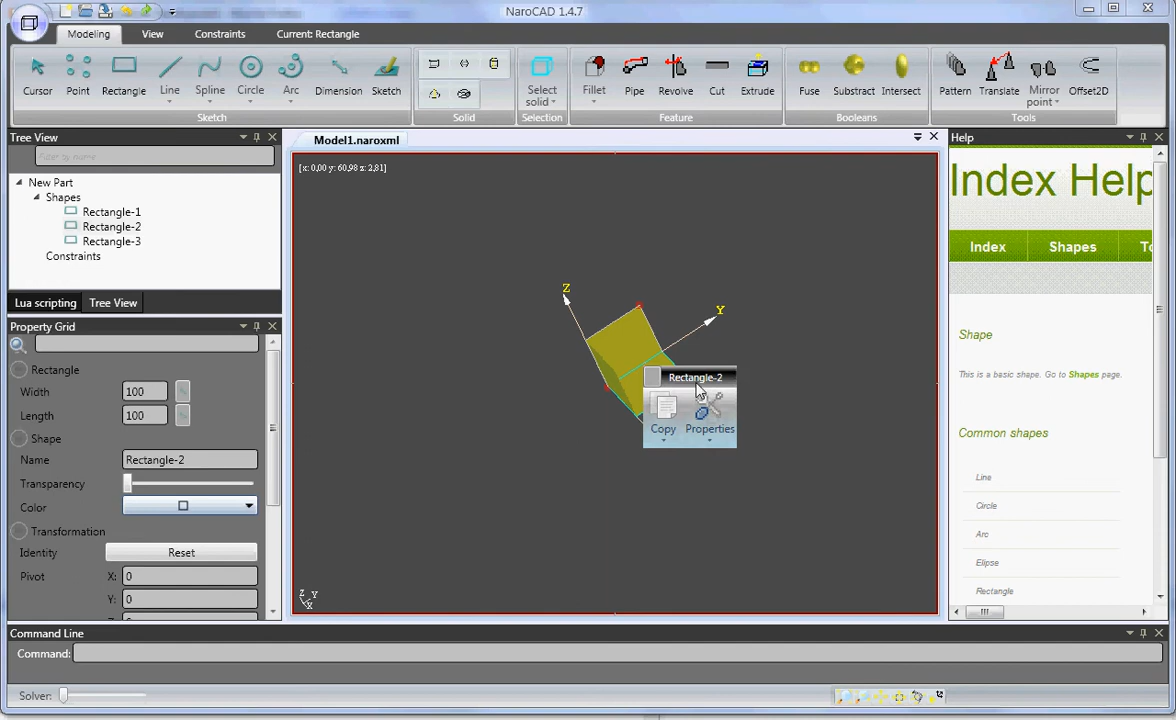 NaroCAD 1.4.7
Modeling View Constraints Current: Rectangle
Cursor Point Rectangle Line Spline Circle Arc Dimension Sketch
Select solid
Fillet Pipe Revolve Cut Extrude
Fuse Substract Intersect
Pattern Translate Mirror point Offset2D
Sketch Solid Selection Feature Booleans Tools
Tree View
Filter by name
New Part
Shapes
Rectangle-1
Rectangle-2
Rectangle-3
Constraints
Lua scripting Tree View
Property Grid
Rectangle
Width 100
Length 100
Shape
Name Rectangle-2
Transparency
Color
Transformation
Identity Reset
Pivot X: 0
Y: 0
Model1.naroxml
[x: 0,00 y: 60,98 z: 2,81]
Z
Y
Rectangle-2
Copy Properties
Z Y
X
Help
Index Help
Index Shapes To
Shape
This is a basic shape. Go to Shapes page.
Common shapes
Line
Circle
Arc
Elipse
Rectangle
Command Line
Command:
Solver: